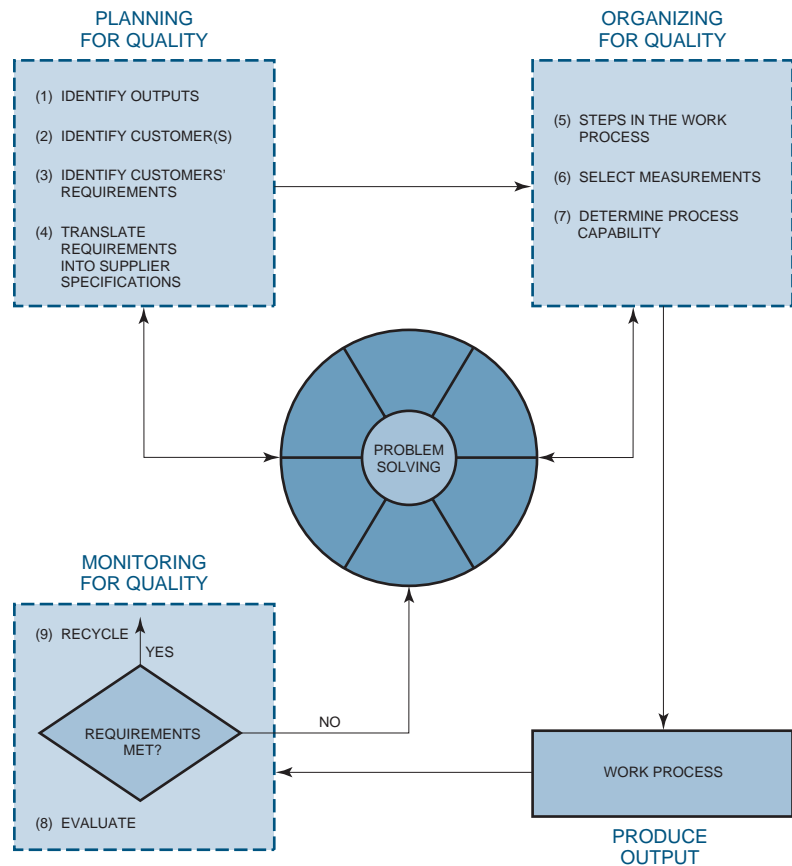 PLANNING
FOR QUALITY
(1) IDENTIFY OUTPUTS
(2) IDENTIFY CUSTOMER(S)
(3) IDENTIFY CUSTOMERS'
REQUIREMENTS
(4) TRANSLATE
REQUIREMENTS
INTO SUPPLIER
SPECIFICATIONS
ORGANIZING
FOR QUALITY
(5) STEPS IN THE WORK
PROCESS
(6) SELECT MEASUREMENTS
(7) DETERMINE PROCESS
CAPABILITY
PROBLEM
SOLVING
MONITORING
FOR QUALITY
(9) RECYCLE
YES
REQUIREMENTS
MET?
NO
(8) EVALUATE
WORK PROCESS
PRODUCE
OUTPUT